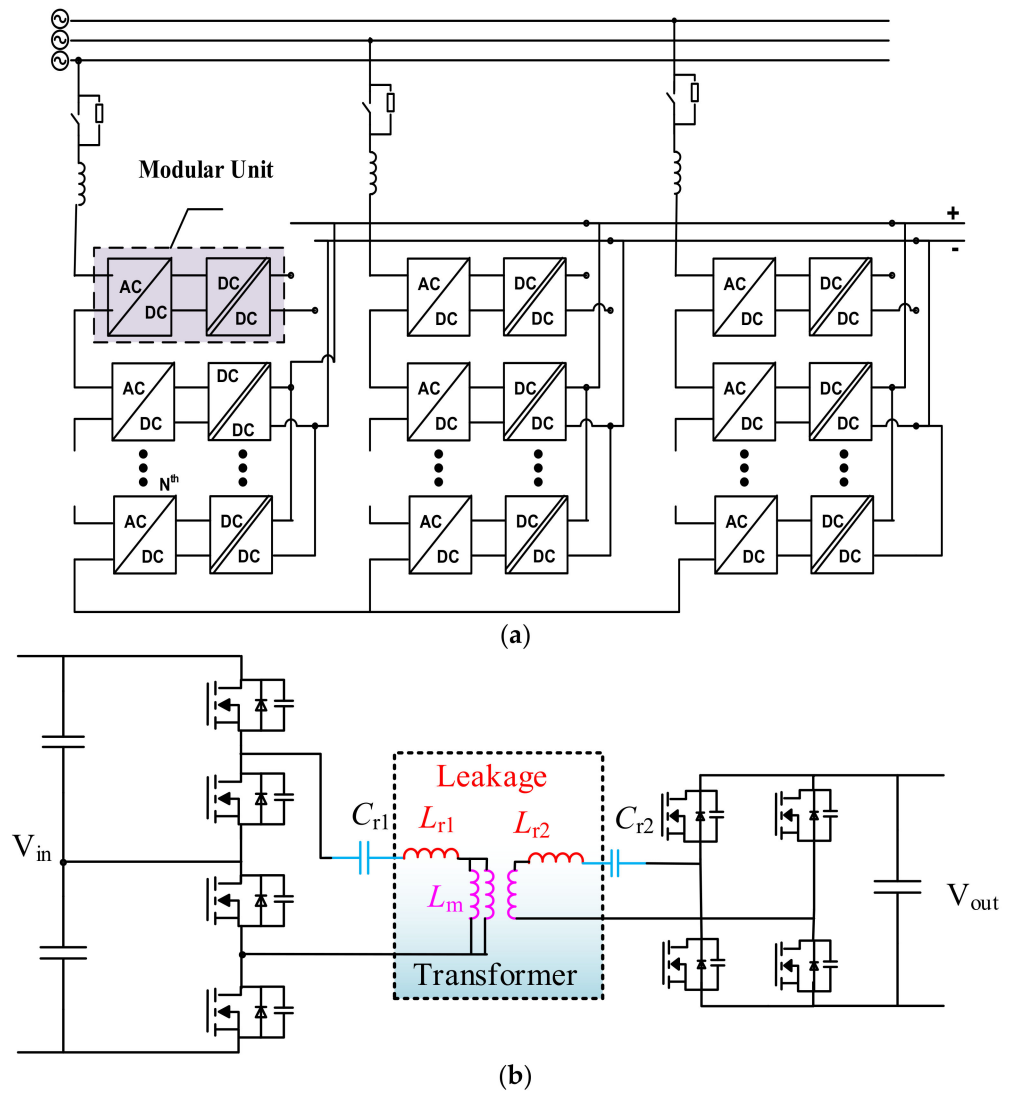 Modular Unit
+
-
AC DC DC DC AC DC DC DC AC DC DC DC
AC DC DC DC AC DC DC DC AC DC DC DC
Nth
AC DC DC DC AC DC DC DC AC DC DC DC
(a)
Leakage
Cr1 Lr1 Lr2 Cr2
Vin
Lm
Vout
Transformer
(b)